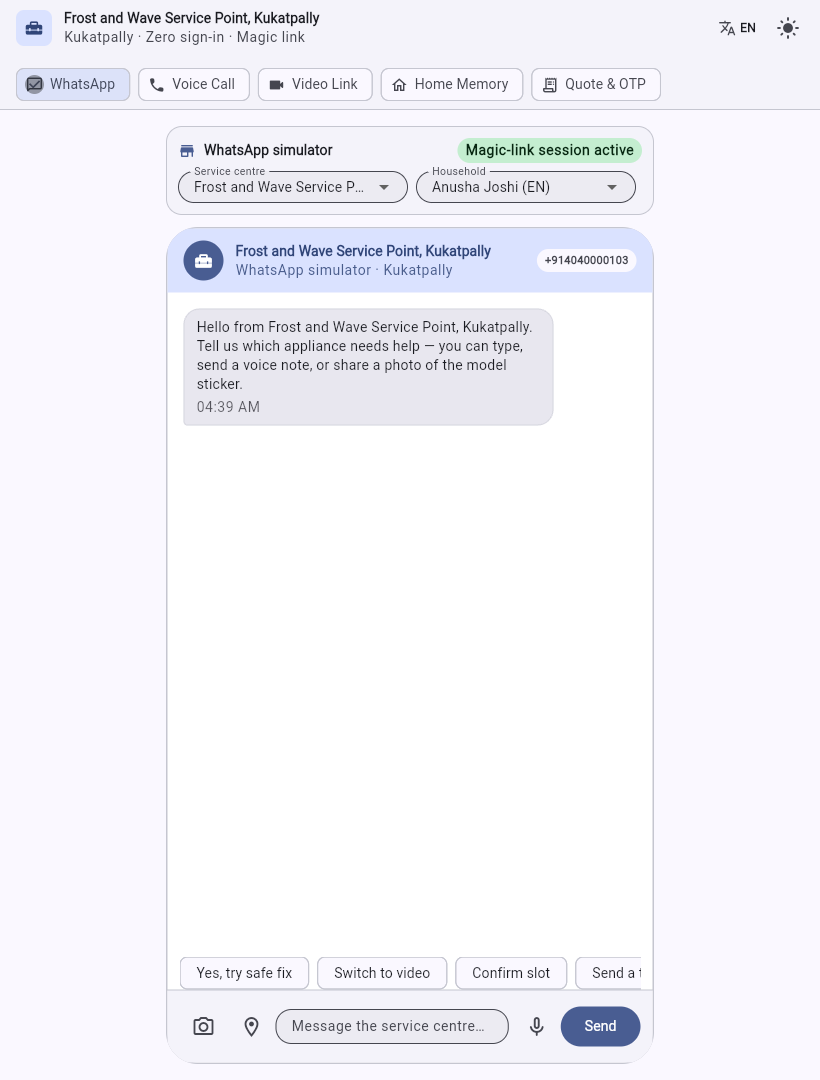 Frost and Wave Service Point, Kukatpally
Kukatpally · Zero sign-in · Magic link
EN
WhatsApp
Voice Call
Video Link
Home Memory
Quote & OTP
WhatsApp simulator
Magic-link session active
Service centre
Frost and Wave Service P...
Household
Anusha Joshi (EN)
Frost and Wave Service Point, Kukatpally
WhatsApp simulator · Kukatpally
+914040000103
Hello from Frost and Wave Service Point, Kukatpally.
Tell us which appliance needs help — you can type,
send a voice note, or share a photo of the model
sticker.
04:39 AM
Yes, try safe fix
Switch to video
Confirm slot
Send a
Message the service centre...
Send